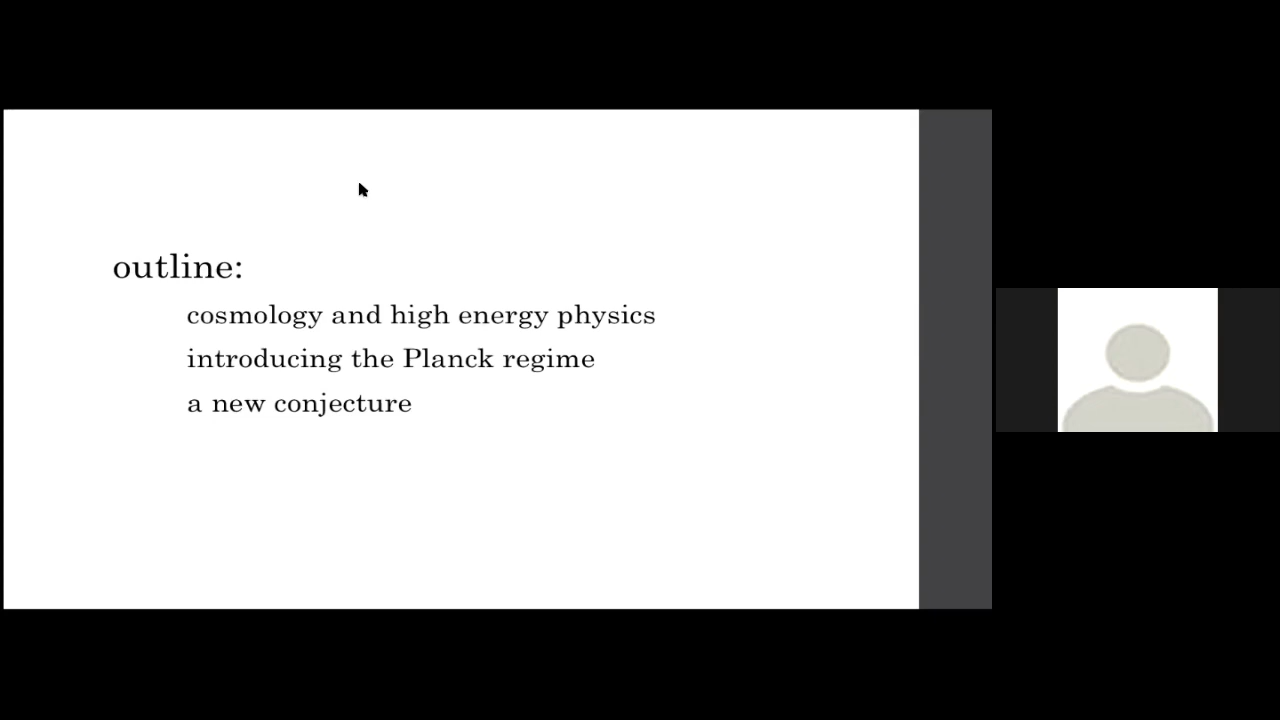 outline:
cosmology and high energy physics
introducing the Planck regime
a new conjecture